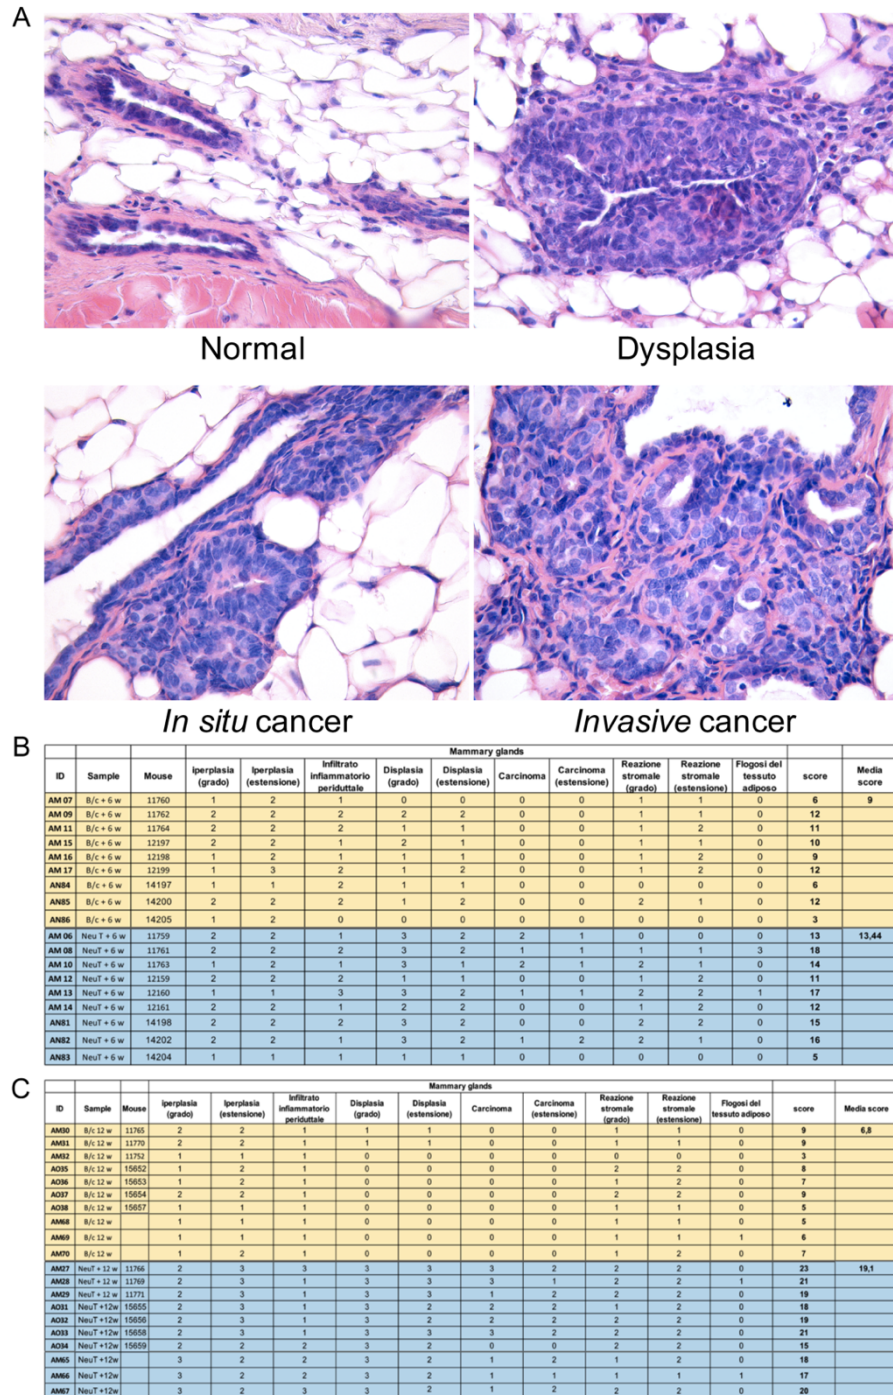 A
Normal
Dysplasia
In situ cancer
Invasive cancer
B
Mammary glands
ID Sample Mouse iperplasia (grado) Iperplasia (estensione) Infiltrato infiammatorio periduttale Displasia (grado) Displasia (estensione) Carcinoma Carcinoma (estensione) Reazione stromale (grado) Reazione stromale (estensione) Flogosi del tessuto adiposo score Media score
AM 07 B/c + 6 w 11760 1 2 1 0 0 0 0 1 1 0 6 9
AM 09 B/c + 6 w 11762 2 2 2 2 2 0 0 1 1 0 12
AM 11 B/c + 6 w 11764 2 2 2 1 1 0 0 1 2 0 11
AM 15 B/c + 6 w 12197 2 2 1 2 1 0 0 1 1 0 10
AM 16 B/c + 6 w 12198 1 2 1 1 1 0 0 1 2 0 9
AM 17 B/c + 6 w 12199 1 3 2 1 2 0 0 1 2 0 12
AN84 B/c + 6 w 14197 1 1 2 1 1 0 0 0 0 0 6
AN85 B/c + 6 w 14200 2 2 2 1 2 0 0 2 1 0 12
AN86 B/c + 6 w 14205 1 2 0 0 0 0 0 0 0 0 3
AM 06 Neu T + 6 w 11759 2 2 1 3 2 2 1 0 0 0 13 13,44
AM 08 NeuT + 6 w 11761 2 2 2 3 2 1 1 1 1 3 18
AM 10 NeuT + 6 w 11763 1 2 1 3 1 2 1 2 1 0 14
AM 12 NeuT + 6 w 12159 2 2 2 1 1 0 0 1 2 0 11
AM 13 NeuT + 6 w 12160 1 1 3 3 2 1 1 2 2 1 17
AM 14 NeuT + 6 w 12161 2 2 1 2 2 0 0 1 2 0 12
AN81 NeuT + 6 w 14198 2 2 2 3 2 0 0 2 2 0 15
AN82 NeuT + 6 w 14202 2 2 1 3 2 1 2 2 1 0 16
AN83 NeuT + 6 w 14204 1 1 1 1 1 0 0 0 0 0 5
C
Mammary glands
ID Sample Mouse iperplasia (grado) Iperplasia (estensione) Infiltrato infiammatorio periduttale Displasia (grado) Displasia (estensione) Carcinoma Carcinoma (estensione) Reazione stromale (grado) Reazione stromale (estensione) Flogosi del tessuto adiposo score Media score
AM30 B/c 12 w 11765 2 2 1 1 1 0 0 1 1 0 9 6,8
AM31 B/c 12 w 11770 2 2 1 1 1 0 0 1 1 0 9
AM32 B/c 12 w 11752 1 1 1 0 0 0 0 0 0 0 3
AO35 B/c 12 w 15652 1 2 1 0 0 0 0 2 2 0 8
AO36 B/c 12 w 15653 1 2 1 0 0 0 0 1 2 0 7
AO37 B/c 12 w 15654 2 2 1 0 0 0 0 2 2 0 9
AO38 B/c 12 w 15657 1 1 1 0 0 0 0 1 1 0 5
AM68 B/c 12 w 1 1 1 0 0 0 0 1 1 0 5
AM69 B/c 12 w 1 1 1 0 0 0 0 1 1 1 6
AM70 B/c 12 w 1 2 1 0 0 0 0 1 2 0 7
AM27 NeuT + 12 w 11766 2 3 3 3 3 3 2 2 2 0 23 19,1
AM28 NeuT + 12 w 11769 2 3 1 3 3 3 1 2 2 1 21
AM29 NeuT + 12 w 11771 2 3 1 3 3 1 2 2 2 0 19
AO31 NeuT +12w 15655 2 3 1 3 2 2 2 1 2 0 18
AO32 NeuT +12w 15656 2 3 1 3 2 2 2 2 2 0 19
AO33 NeuT +12w 15658 2 3 1 3 3 3 2 2 2 0 21
AO34 NeuT +12w 15659 2 2 2 3 2 0 0 2 2 0 15
AM65 NeuT +12w 3 2 2 3 2 1 2 1 2 0 18
AM66 NeuT +12w 3 2 2 3 2 1 1 1 1 1 17
AM67 NeuT +12w 3 2 3 3 2 1 2 2 2 0 20